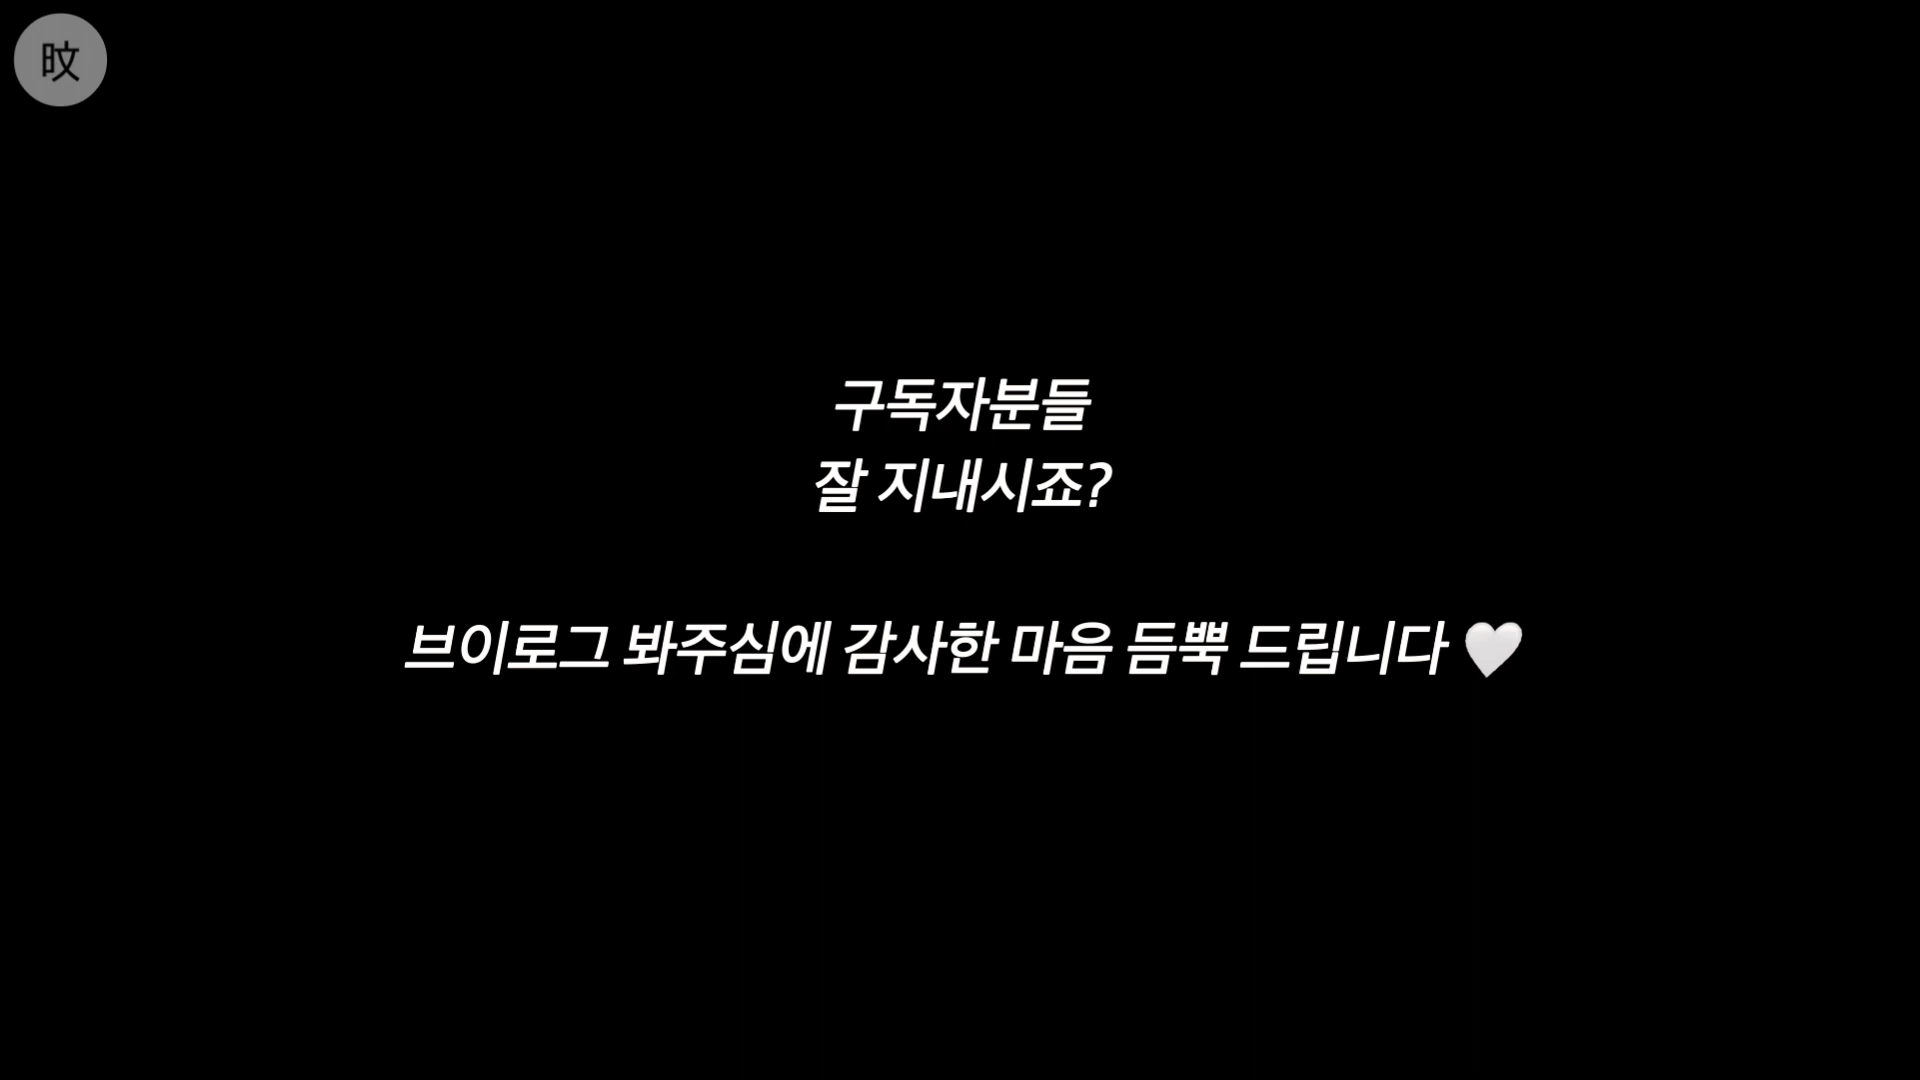 旼
구독자분들
잘 지내시죠?
브이로그 봐주심에 감사한 마음 듬뿍 드립니다 🤍